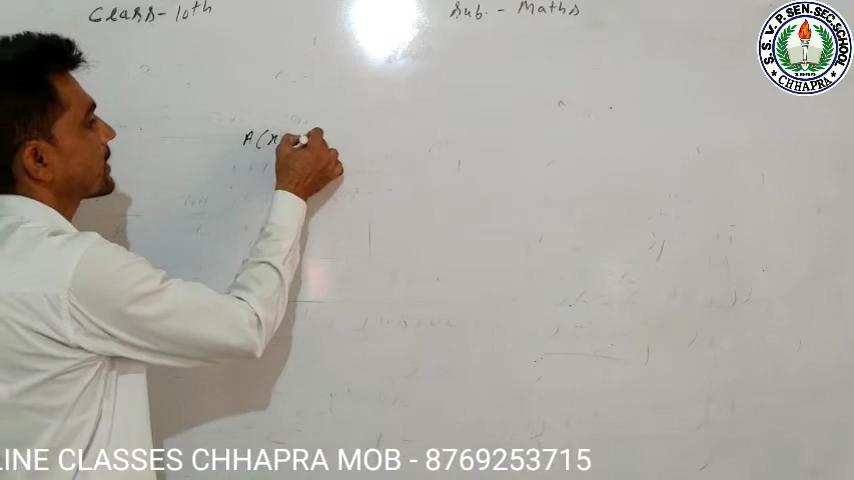 Class - 10th
Sub. - Maths
S. S. V. P. SEN. SEC. SCHOOL
CHHAPRA
A(x
LINE CLASSES CHHAPRA MOB - 8769253715